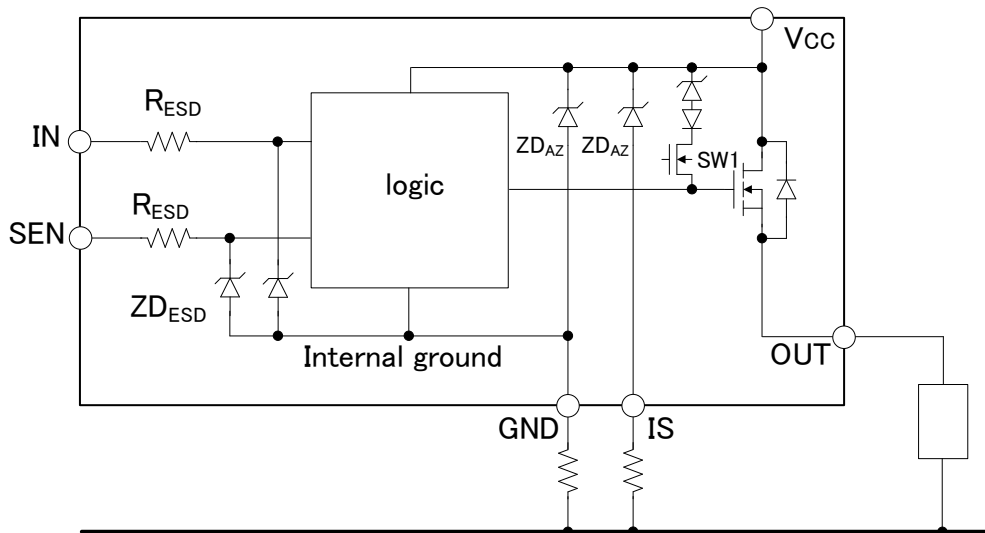 VCC
RESD
IN
ZDAZ
ZDAZ
SW1
logic
RESD
SEN
ZDESD
Internal ground
OUT
GND
IS